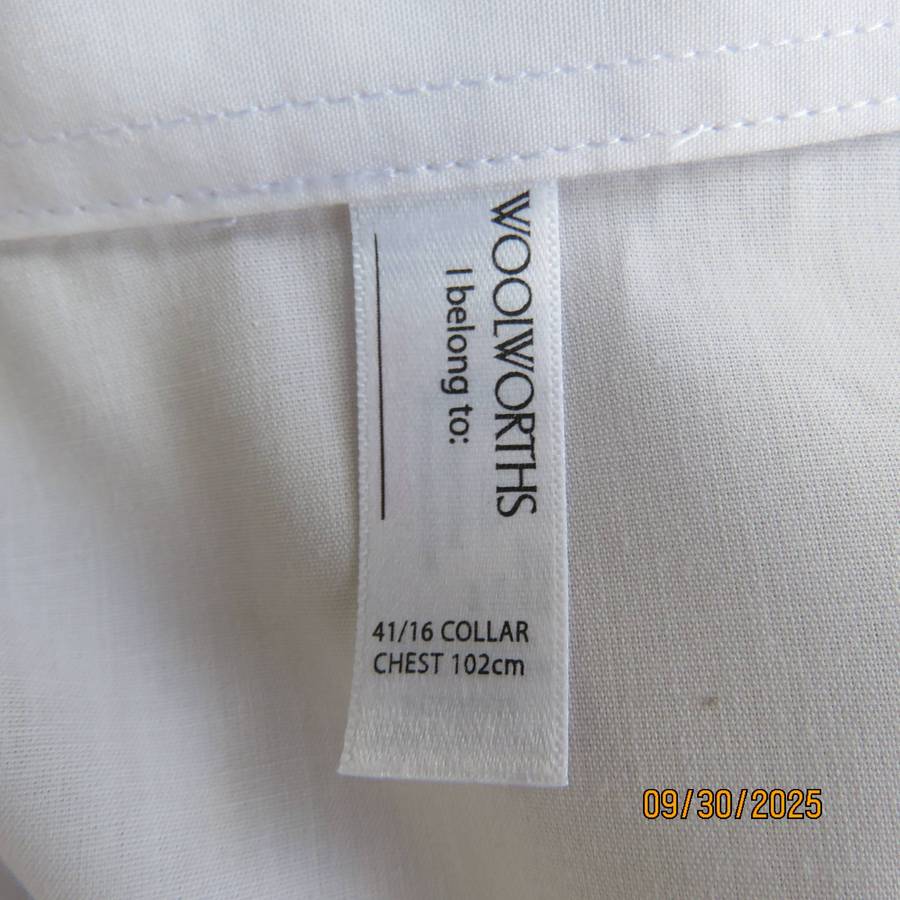 WOOLWORTHS
I belong to:
41/16 COLLAR
CHEST 102cm
09/30/2025